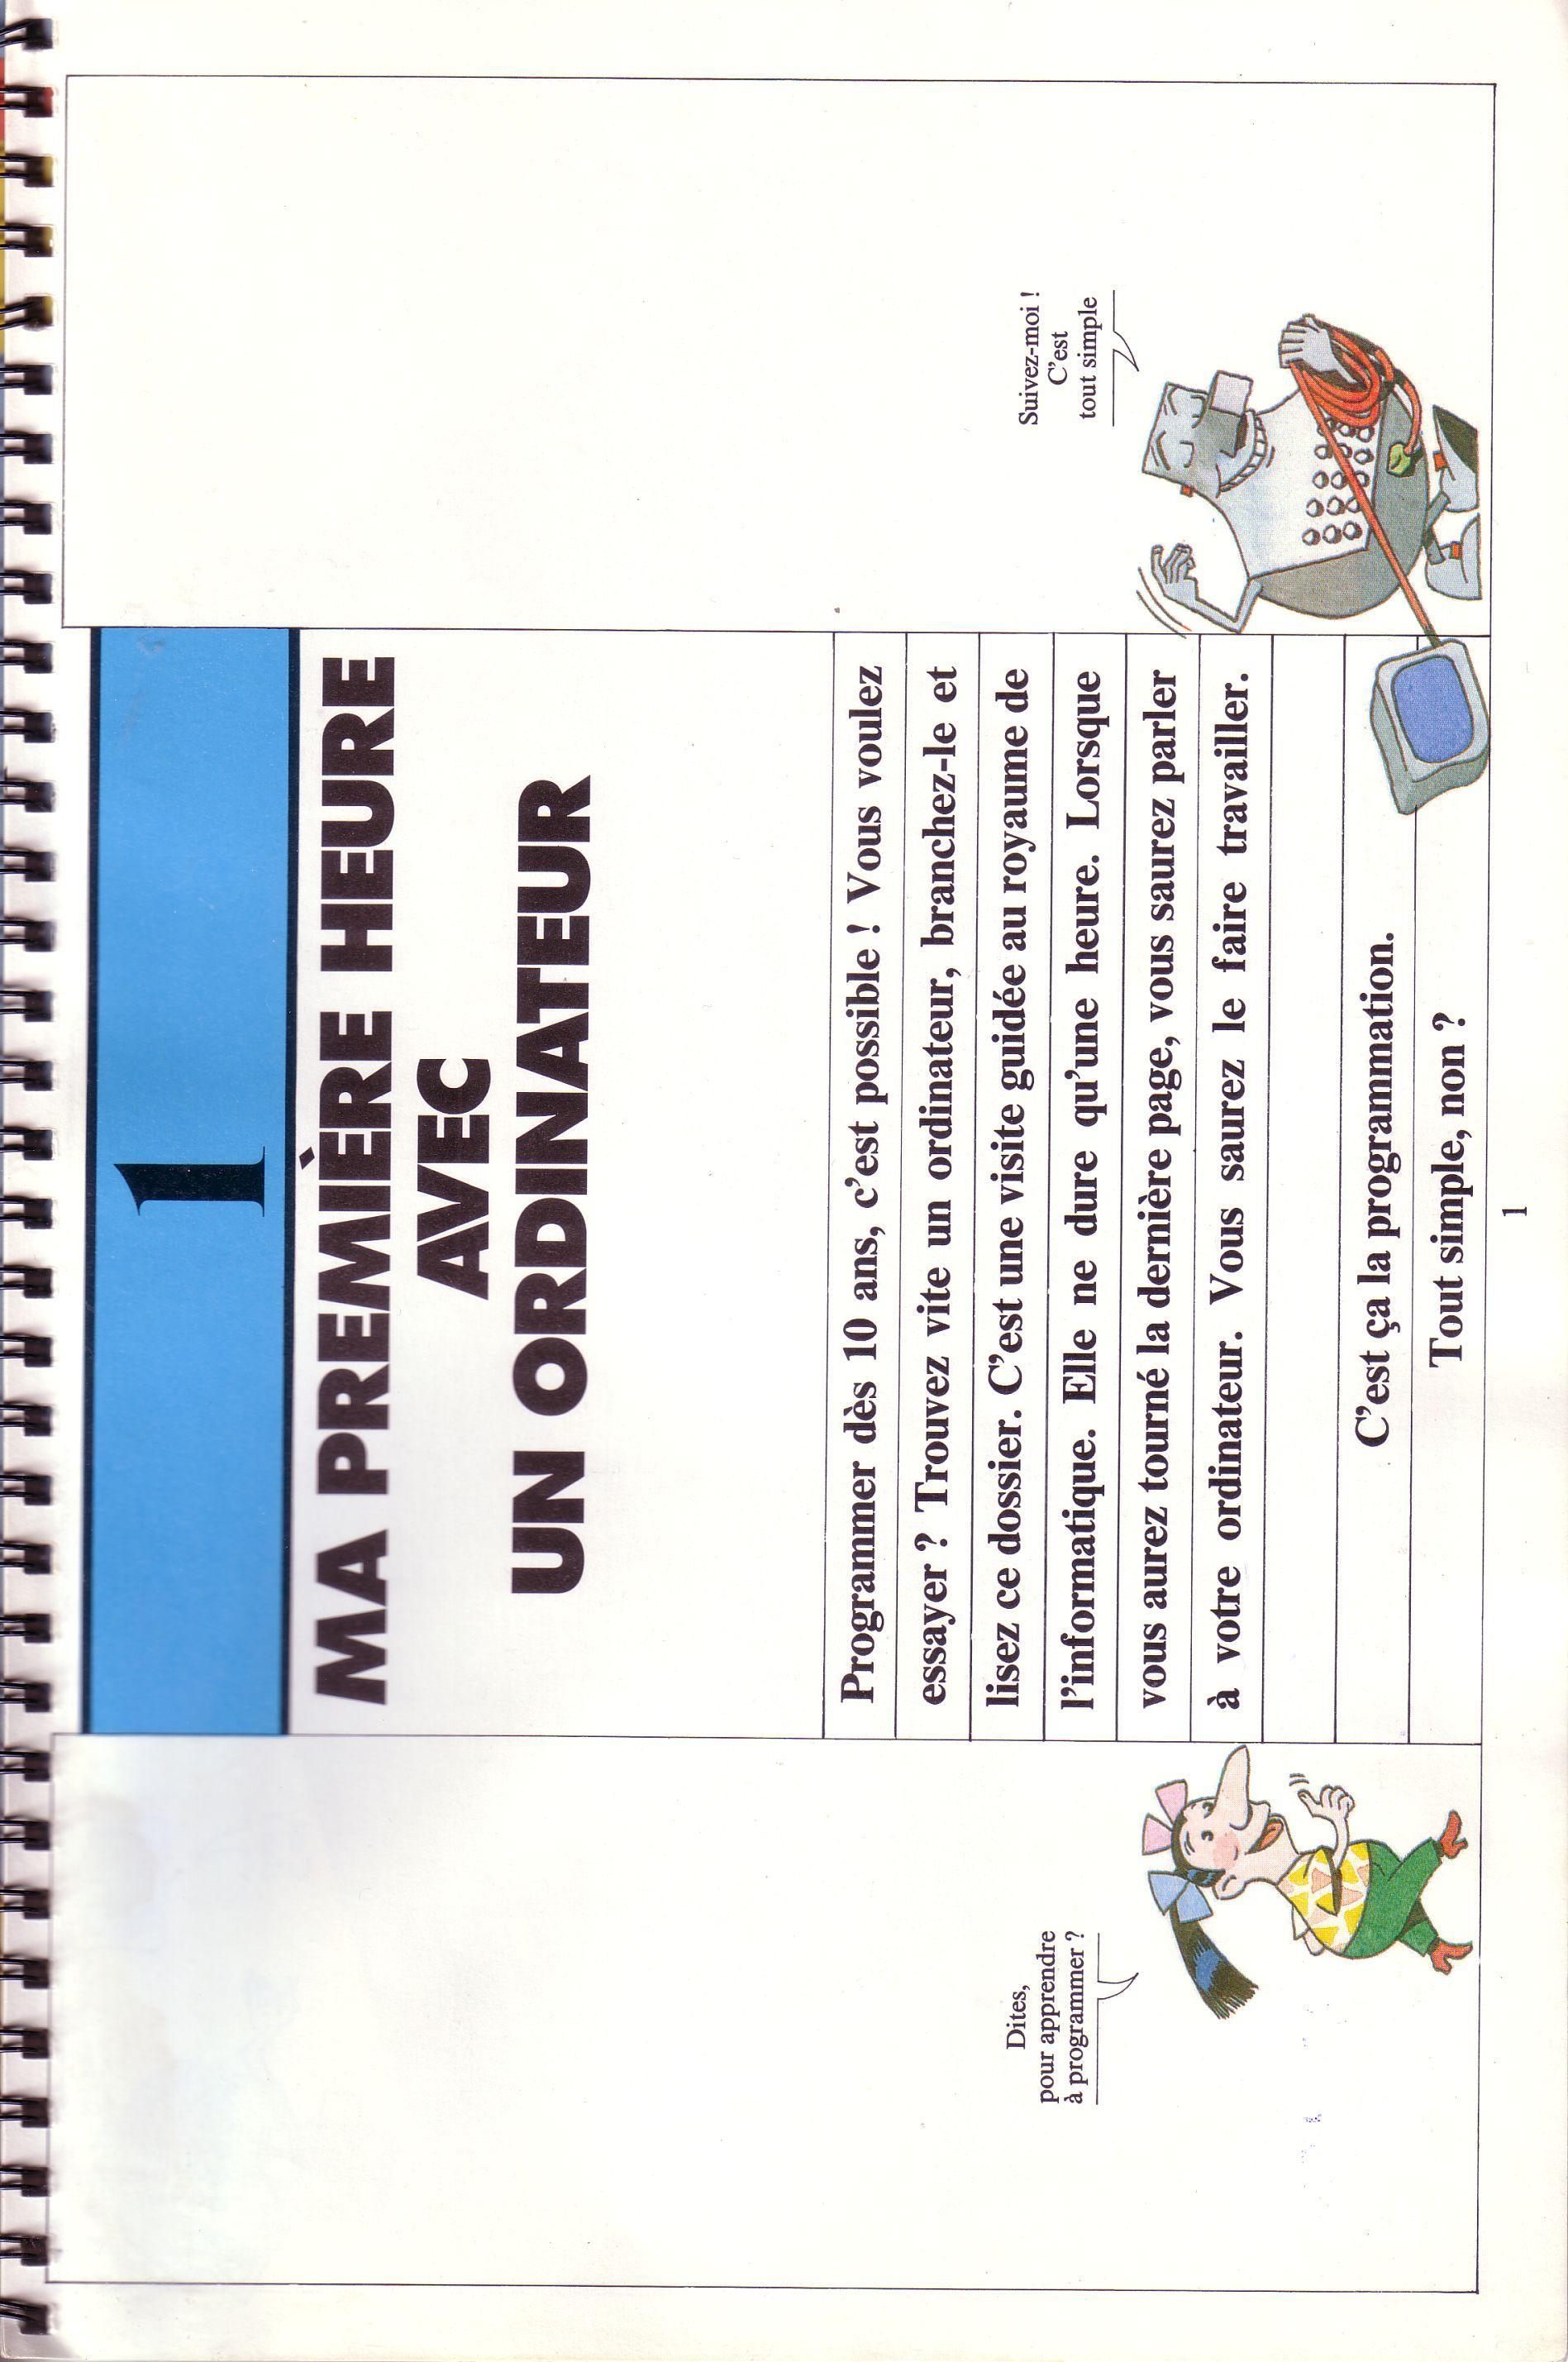 1
MA PREMIÈRE HEURE
AVEC
UN ORDINATEUR
Programmer dès 10 ans, c'est possible ! Vous voulez
essayer ? Trouvez vite un ordinateur, branchez-le et
lisez ce dossier. C'est une visite guidée au royaume de
l'informatique. Elle ne dure qu'une heure. Lorsque
vous aurez tourné la dernière page, vous saurez parler
à votre ordinateur. Vous saurez le faire travailler.
C'est ça la programmation.
Tout simple, non ?
Dites,
pour apprendre
à programmer ?
Suivez-moi !
C'est
tout simple
1